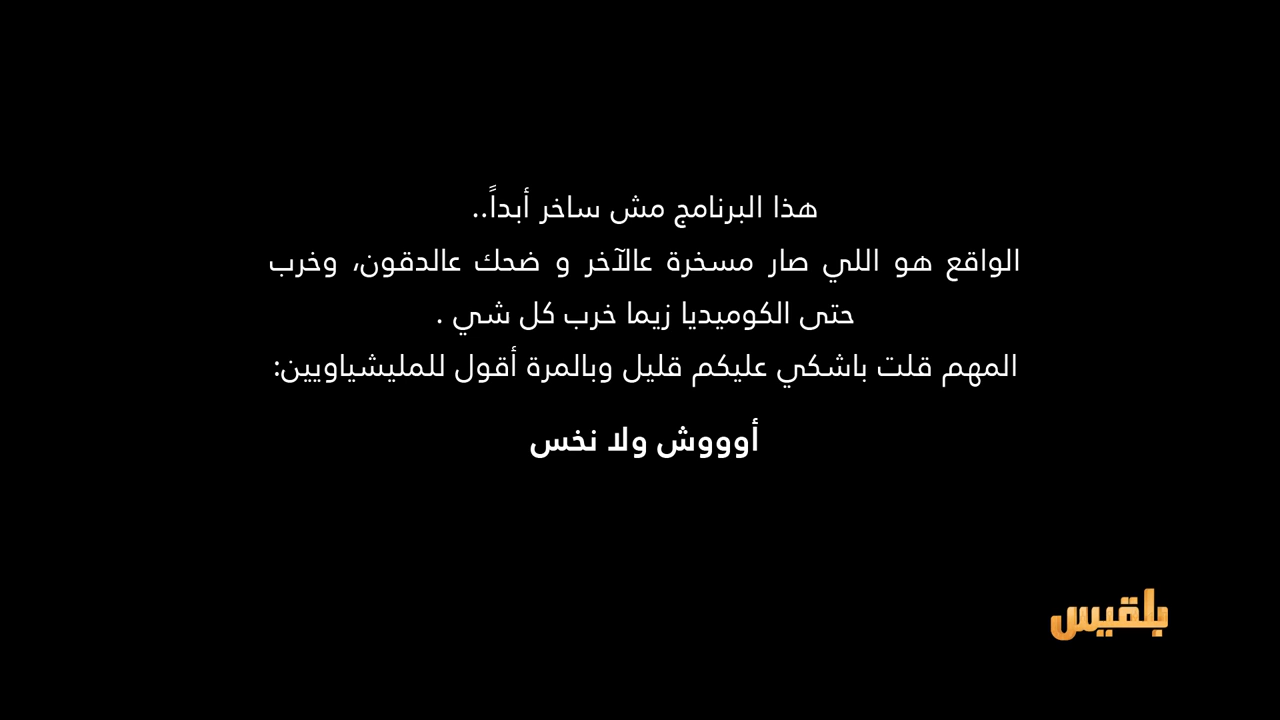 هذا البرنامج مش ساخر أبداً..
الواقع هو اللي صار مسخرة عالآخر و ضحك عالدقون، وخرب
حتى الكوميديا زيما خرب كل شي .
المهم قلت باشكي عليكم قليل وبالمرة أقول للمليشياويين:
أوووش ولا نخس
بلقيس